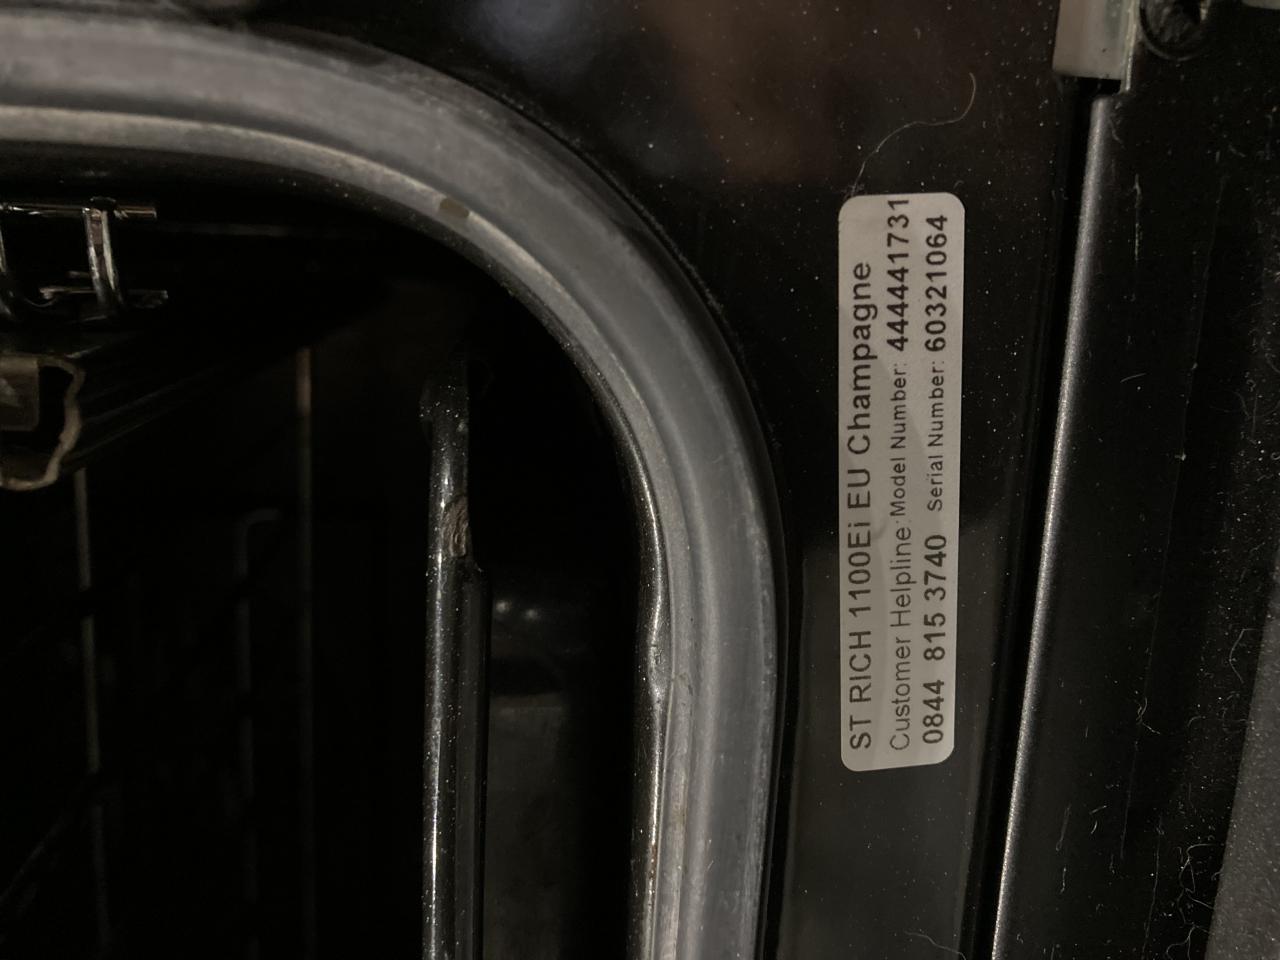 ST RICH 1100Ei EU Champagne
Customer Helpline: Model Number: 444441731
0844 815 3740 Serial Number: 60321064